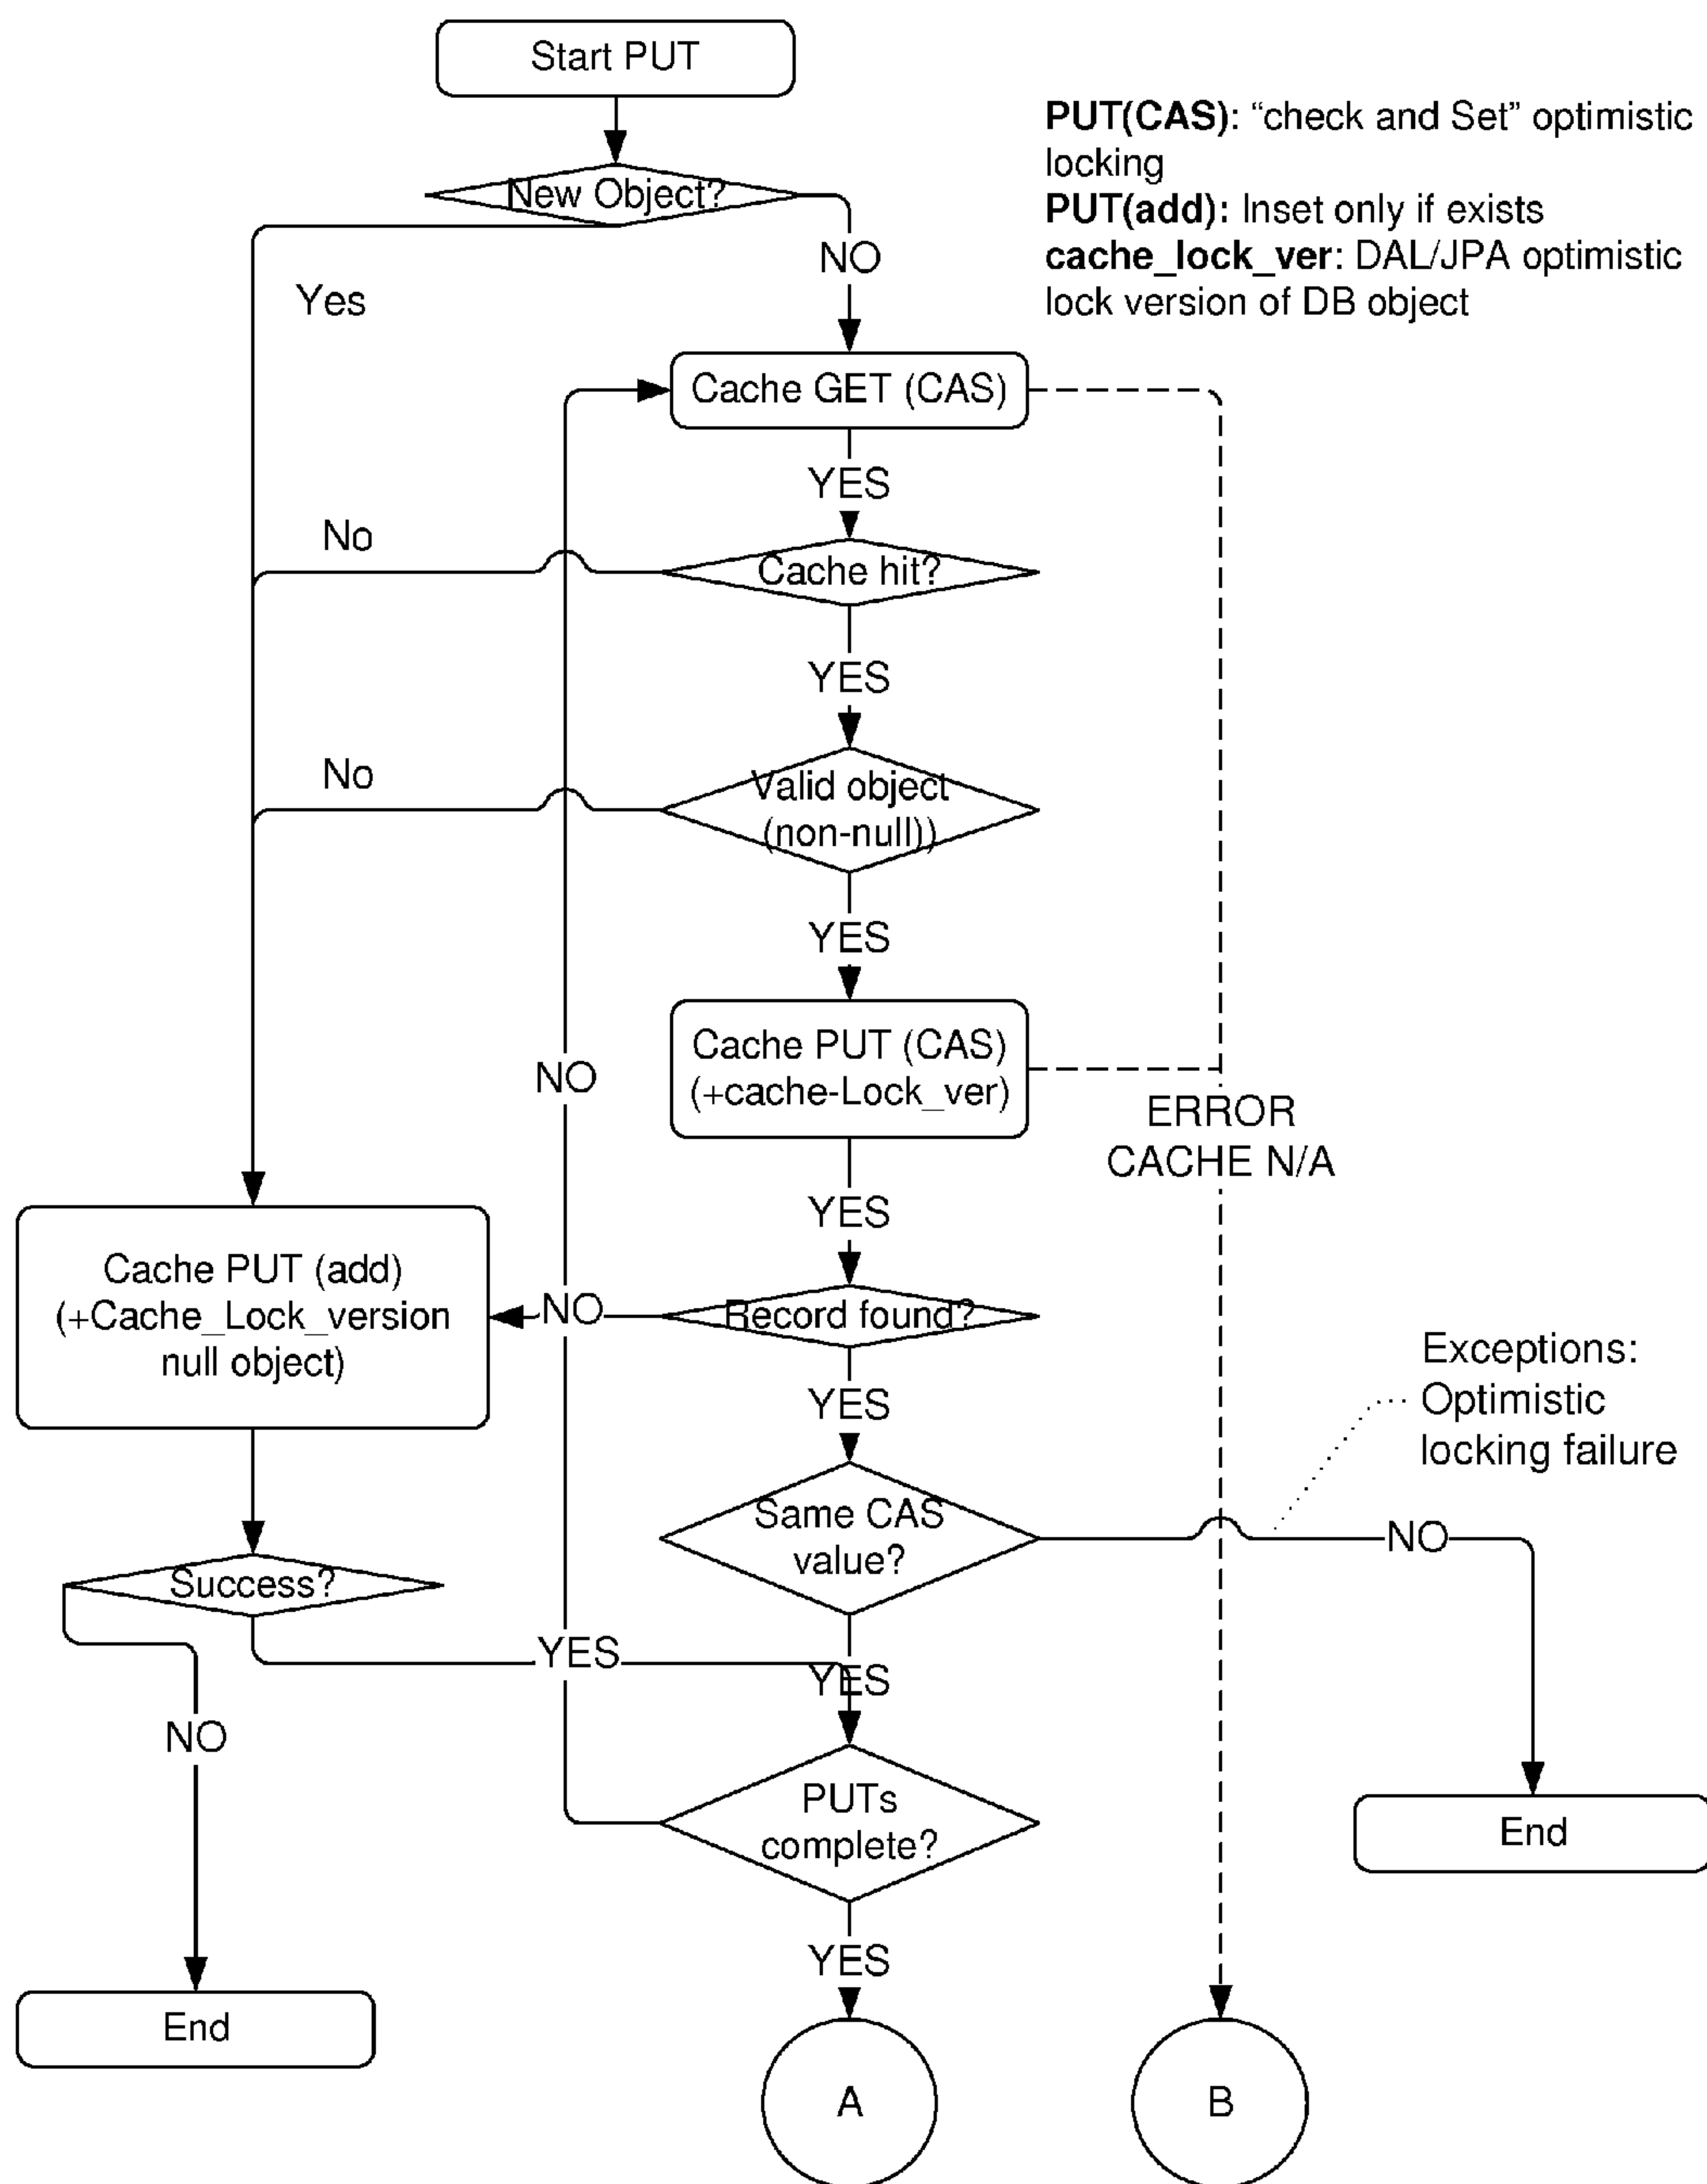 Start PUT
PUT(CAS): “check and Set” optimistic
locking
PUT(add): Inset only if exists
cache_lock_ver: DAL/JPA optimistic
lock version of DB object
New Object?
NO
Yes
Cache GET (CAS)
YES
No
Cache hit?
YES
No
Valid object
(non-null))
YES
Cache PUT (CAS)
(+cache-Lock_ver)
NO
ERROR
CACHE N/A
YES
Cache PUT (add)
(+Cache_Lock_version
null object)
NO
Record found?
YES
Exceptions:
Optimistic
locking failure
Same CAS
value?
NO
Success?
YES
YES
NO
PUTs
complete?
End
YES
End
A
B